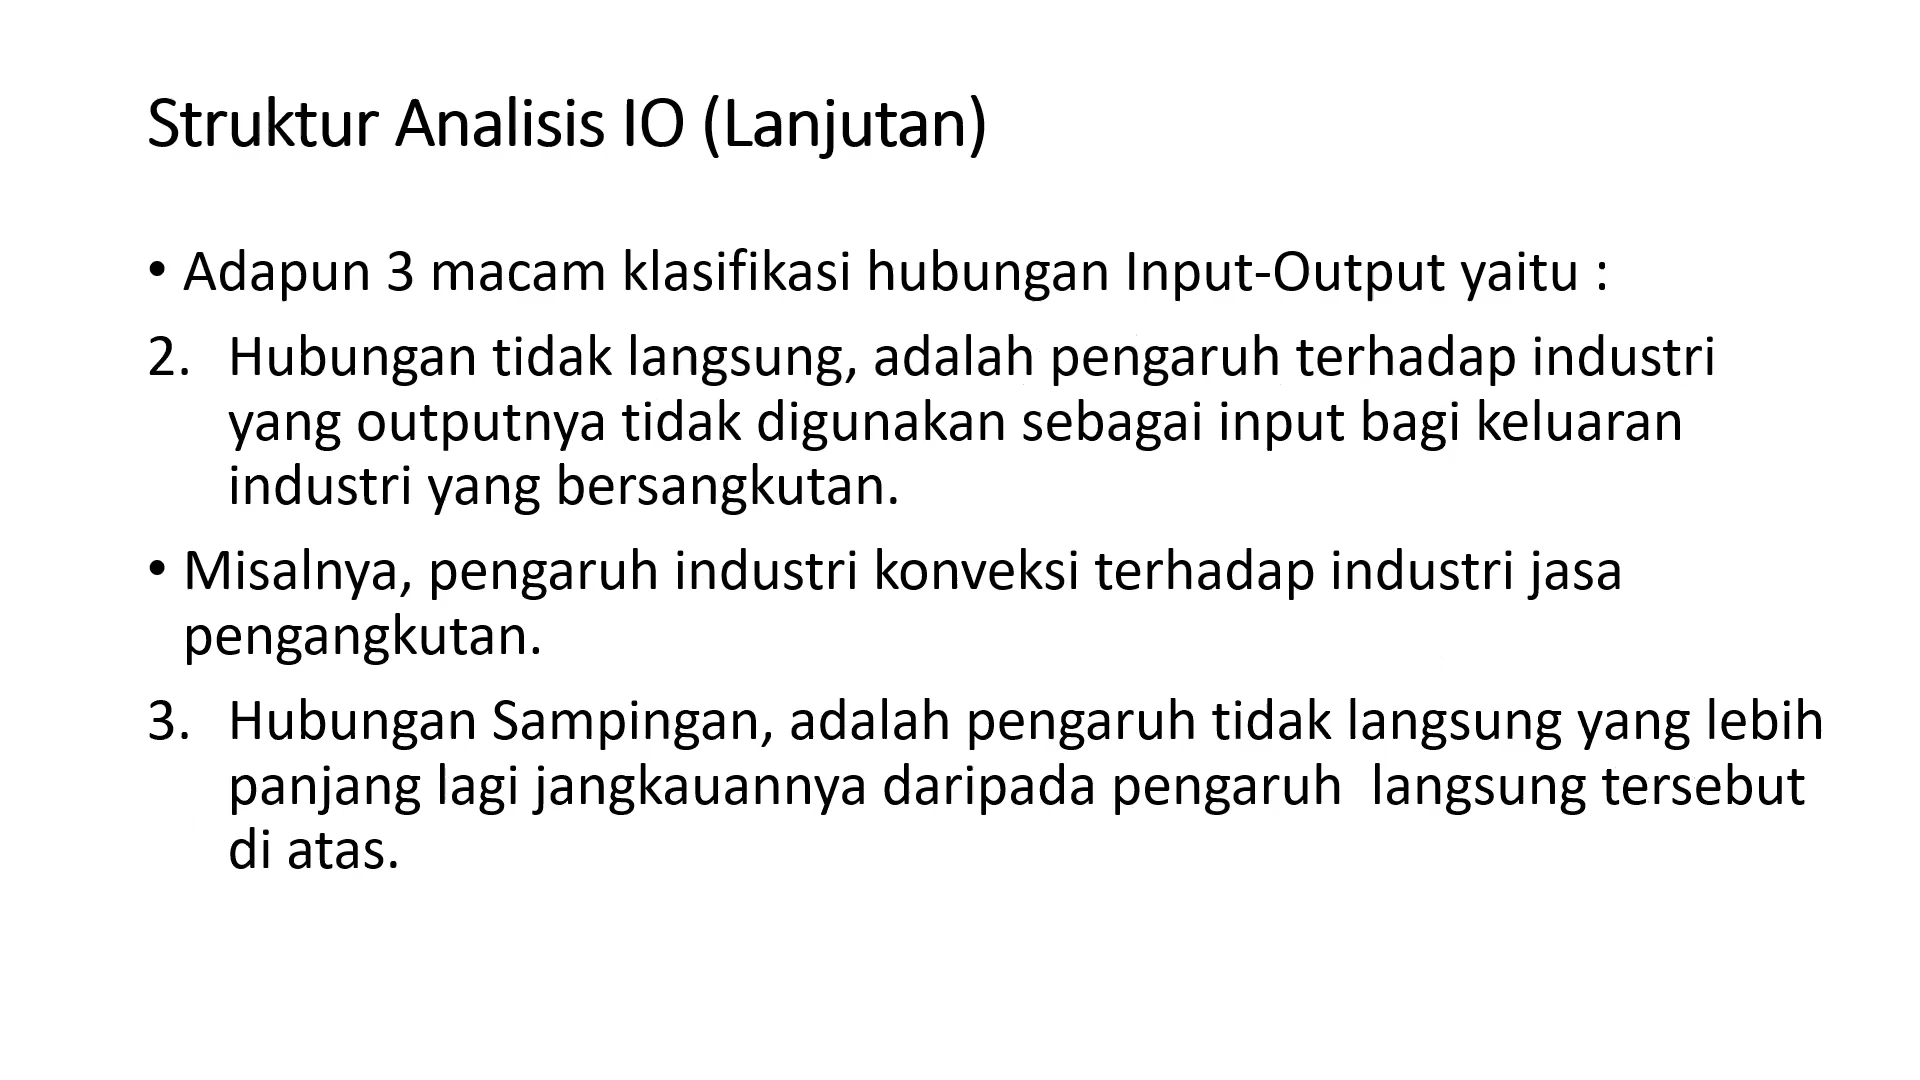 Struktur Analisis IO (Lanjutan)
• Adapun 3 macam klasifikasi hubungan Input-Output yaitu :
2. Hubungan tidak langsung, adalah pengaruh terhadap industri
yang outputnya tidak digunakan sebagai input bagi keluaran
industri yang bersangkutan.
• Misalnya, pengaruh industri konveksi terhadap industri jasa
pengangkutan.
3. Hubungan Sampingan, adalah pengaruh tidak langsung yang lebih
panjang lagi jangkauannya daripada pengaruh  langsung tersebut
di atas.